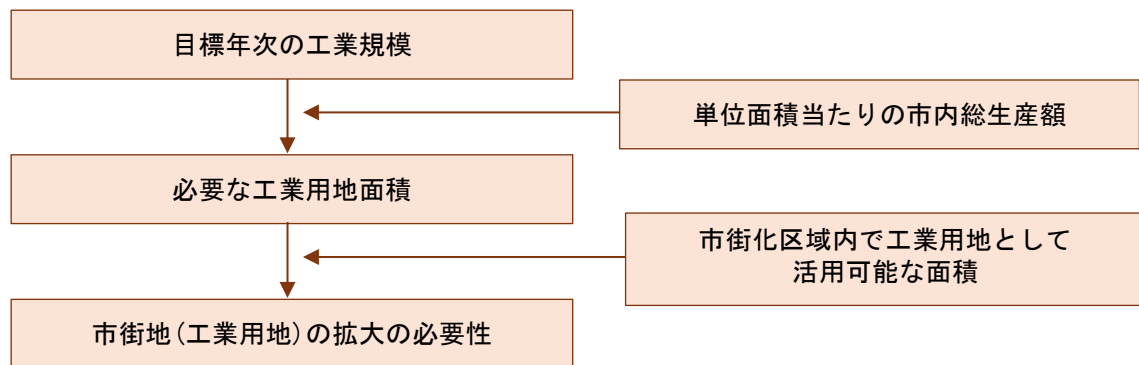 目標年次の工業規模
単位面積当たりの市内総生産額
必要な工業用地面積
市街化区域内で工業用地として
活用可能な面積
市街地(工業用地)の拡大の必要性